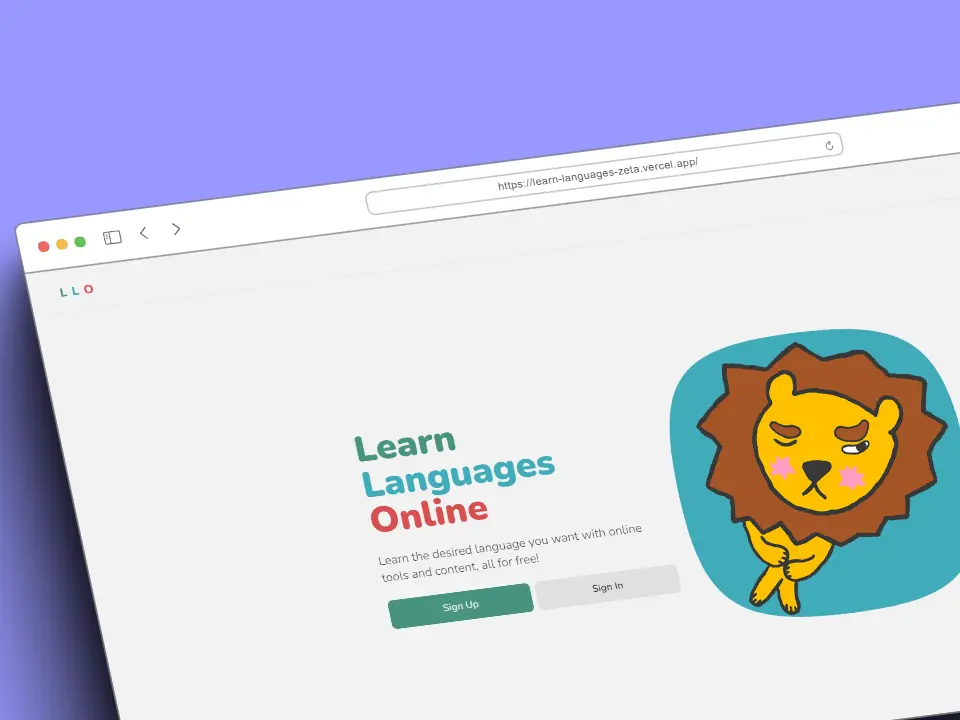 https://learn-languages-zeta.vercel.app/
L L O
Learn
Languages
Online
Learn the desired language you want with online
tools and content, all for free!
Sign Up
Sign In